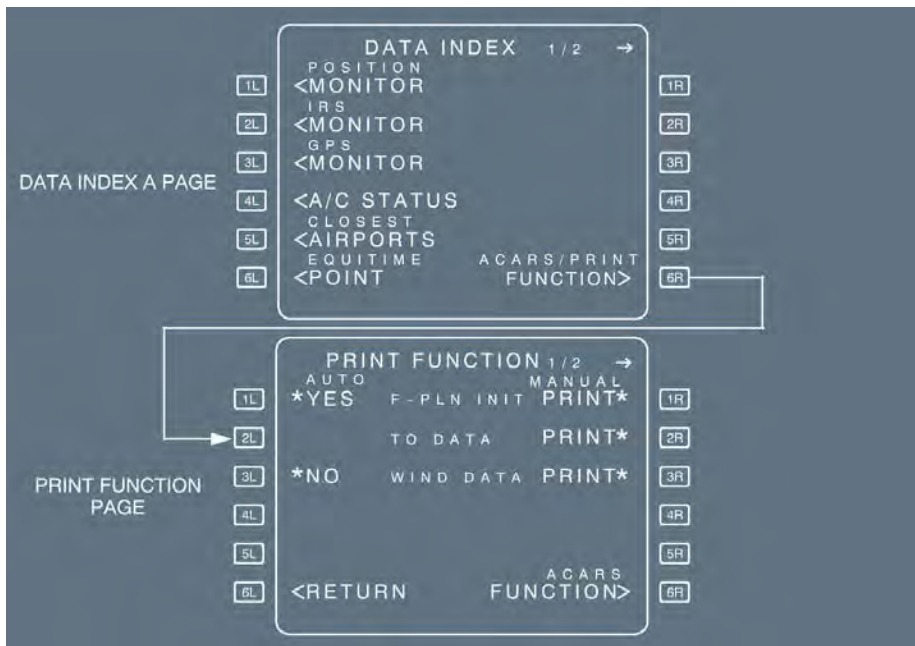 DATA INDEX 1/2 →
POSITION
1L <MONITOR 1R
IRS
2L <MONITOR 2R
GPS
3L <MONITOR 3R
DATA INDEX A PAGE
4L <A/C STATUS 4R
CLOSEST
5L <AIRPORTS 5R
EQUITIME ACARS/PRINT
6L <POINT FUNCTION> 6R
PRINT FUNCTION 1/2 →
AUTO MANUAL
1L *YES F-PLN INIT PRINT* 1R
2L TO DATA PRINT* 2R
3L *NO WIND DATA PRINT* 3R
PRINT FUNCTION
PAGE
4L 4R
5L 5R
ACARS
6L <RETURN FUNCTION> 6R